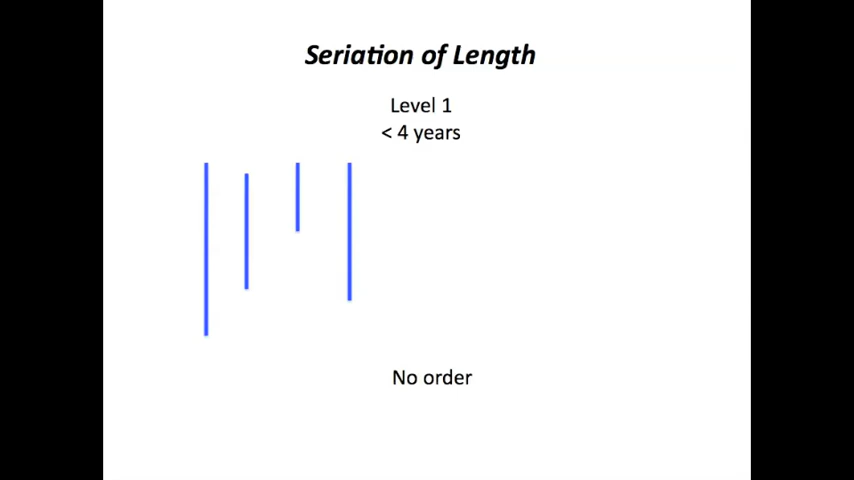 Seriation of Length
Level 1
< 4 years
No order